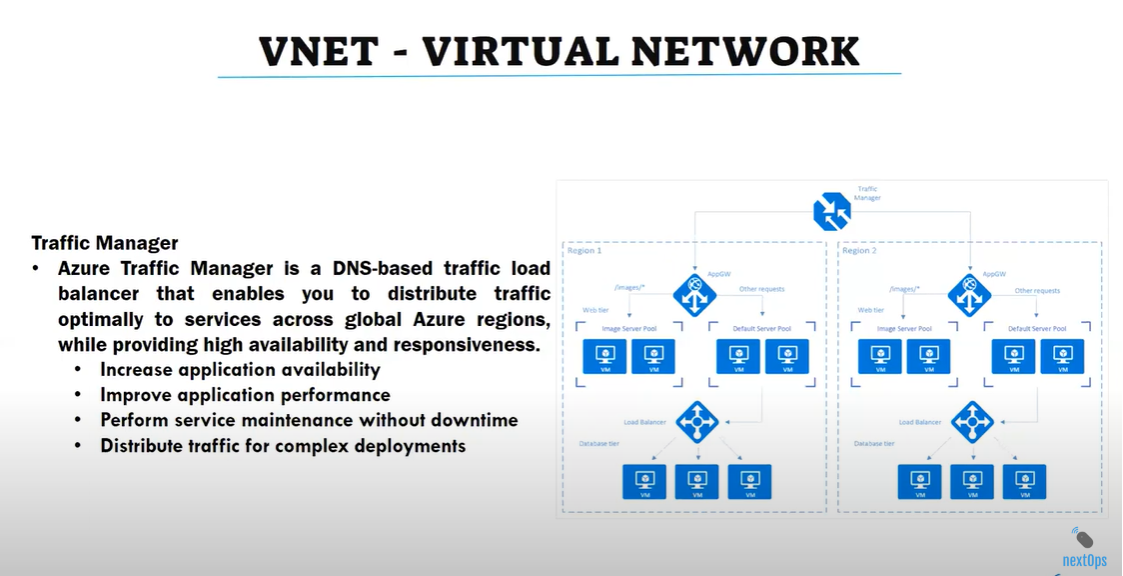 VNET - VIRTUAL NETWORK
Traffic Manager
• Azure Traffic Manager is a DNS-based traffic load
balancer that enables you to distribute traffic
optimally to services across global Azure regions,
while providing high availability and responsiveness.
• Increase application availability
• Improve application performance
• Perform service maintenance without downtime
• Distribute traffic for complex deployments
Traffic
Manager
Region 1
AppGW
/images/*
Other requests
Web tier
Image Server Pool
Default Server Pool
VM
VM
VM
VM
Load Balancer
Database tier
VM
VM
VM
Region 2
AppGW
/images/*
Other requests
Web tier
Image Server Pool
Default Server Pool
VM
VM
VM
VM
Load Balancer
Database tier
VM
VM
VM
nextOps